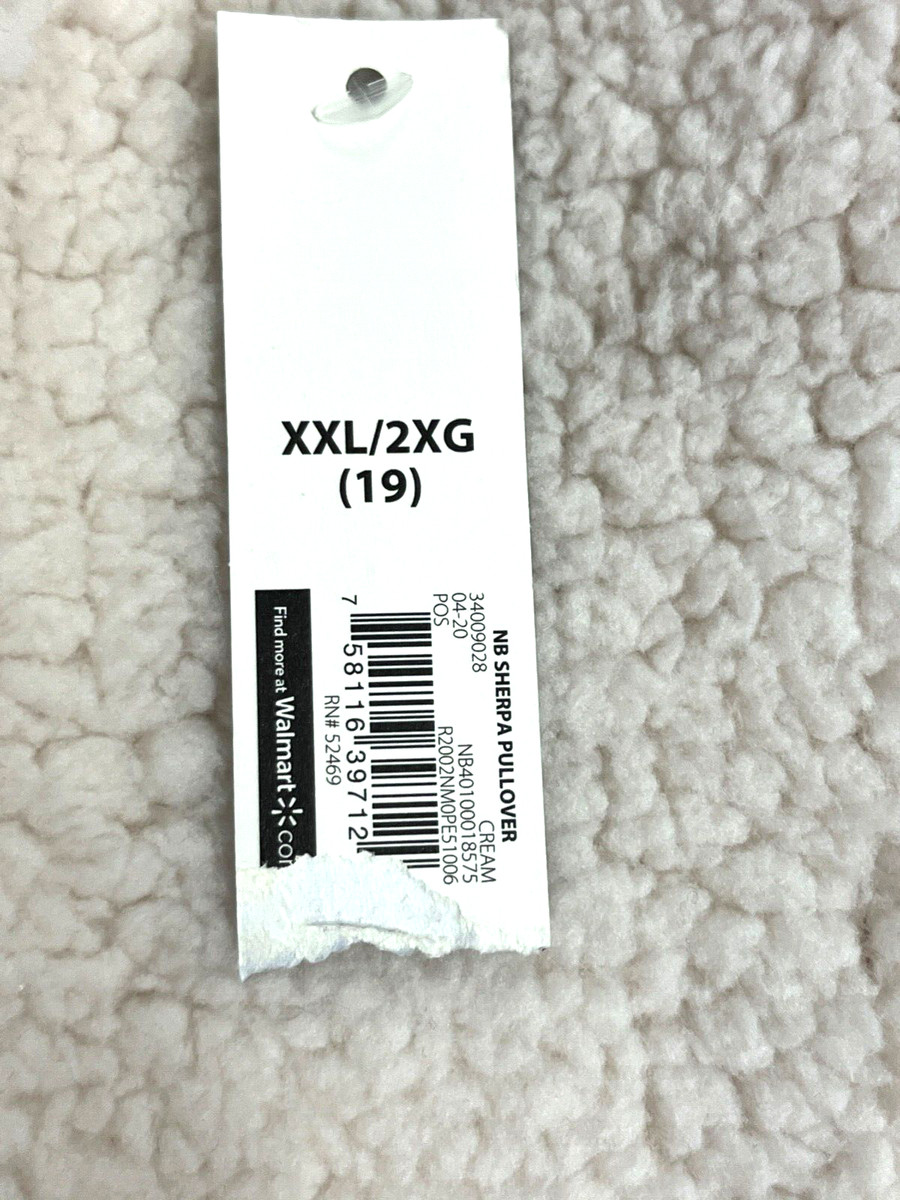 XXL/2XG
(19)
NB SHERPA PULLOVER
CREAM
34009028 NB40100018575
04-20 R2002NM0PE51006
POS
7 58116 39712
RN# 52469
Find more at Walmart